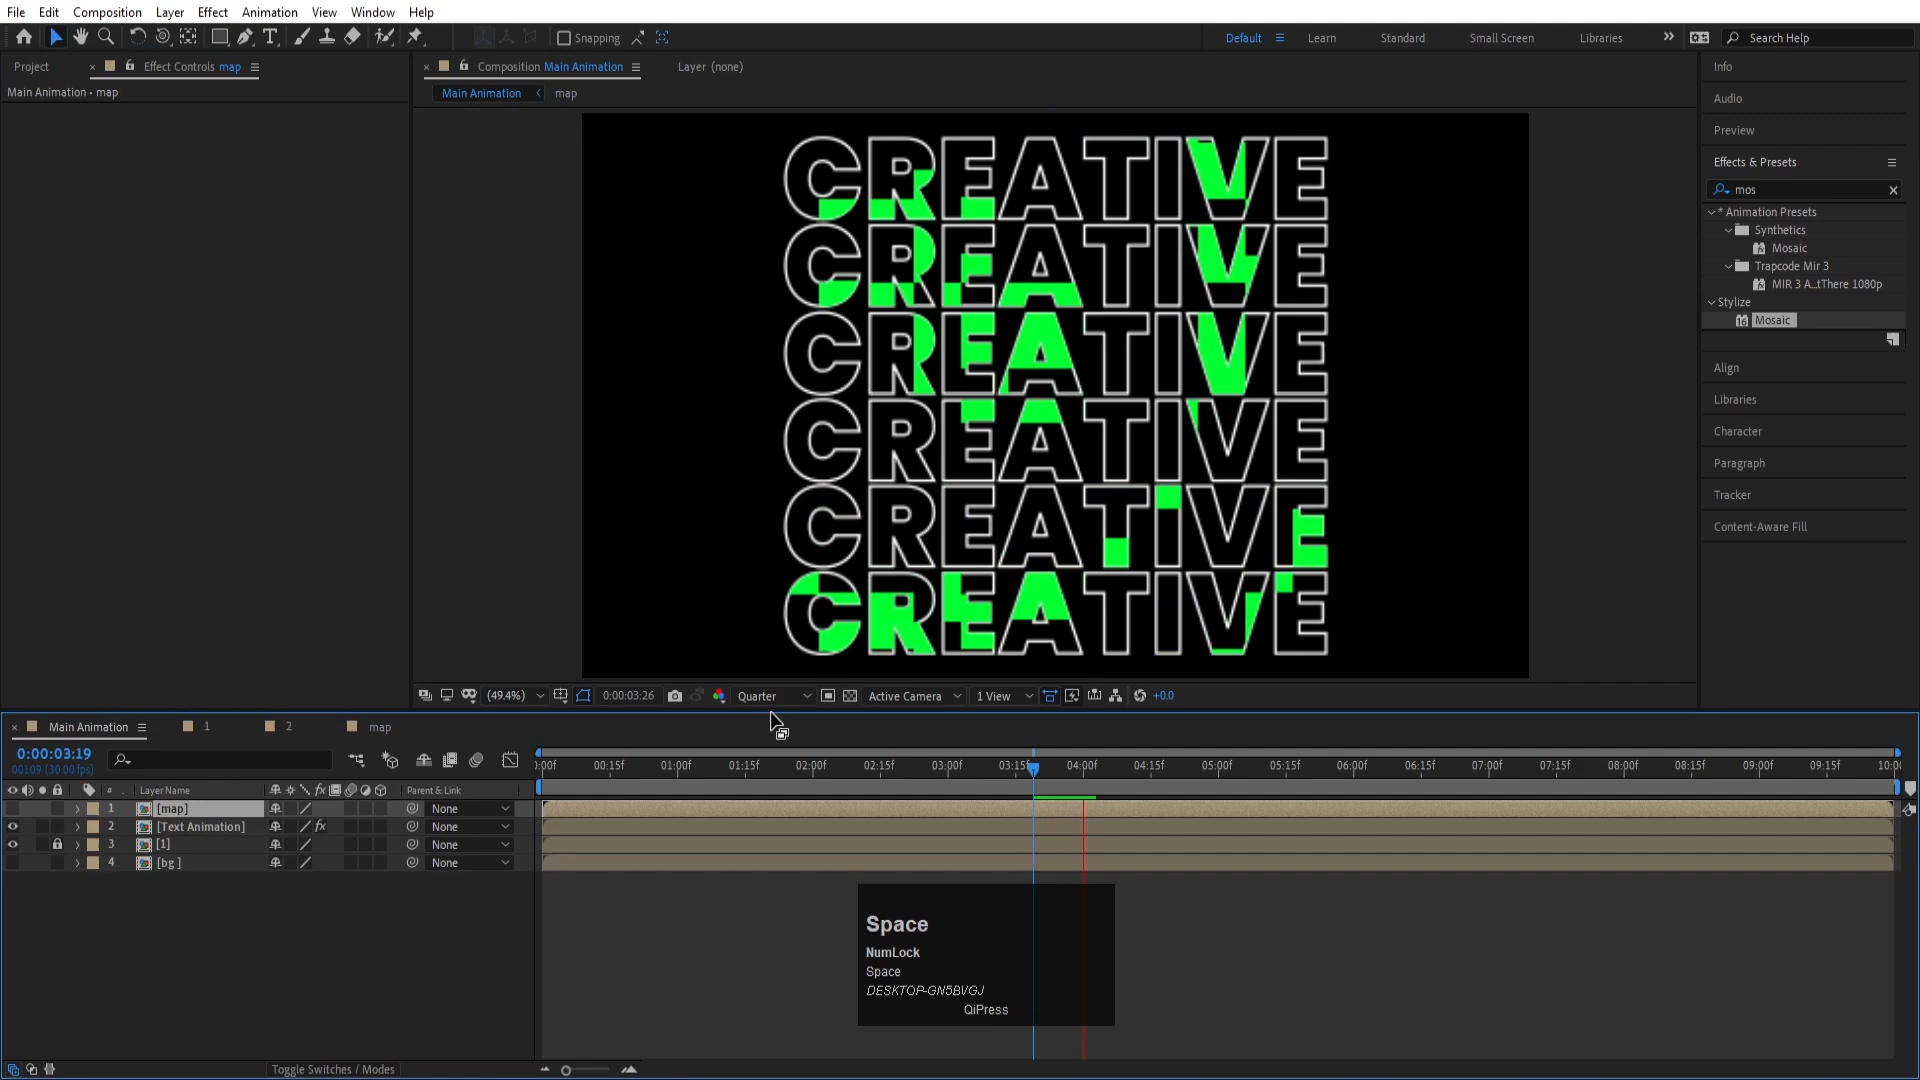 File Edit Composition Layer Effect Animation View Window Help
Snapping
Default Learn Standard Small Screen Libraries Search Help
Project × Effect Controls map
× Composition Main Animation Layer (none)
Main Animation • map
Main Animation < map
CREATIVE
CREATIVE
CREATIVE
CREATIVE
CREATIVE
CREATIVE
Info
Audio
Preview
Effects & Presets
mos
* Animation Presets
Synthetics
Mosaic
Trapcode Mir 3
MIR 3 A...tThere 1080p
Stylize
Mosaic
Align
Libraries
Character
Paragraph
Tracker
Content-Aware Fill
(49.4%) 0:00:03:26 Quarter Active Camera 1 View +0.0
× Main Animation 1 2 map
0:00:03:19
00109 (30.00 fps)
:00f 00:15f 01:00f 01:15f 02:00f 02:15f 03:00f 03:15f 04:00f 04:15f 05:00f 05:15f 06:00f 06:15f 07:00f 07:15f 08:00f 08:15f 09:00f 09:15f 10:00
# Layer Name Parent & Link
1 [map] None
2 [Text Animation] fx None
3 [1] None
4 [bg] None
Space
NumLock
Space
DESKTOP-GN5BVGJ
QiPress
Toggle Switches / Modes